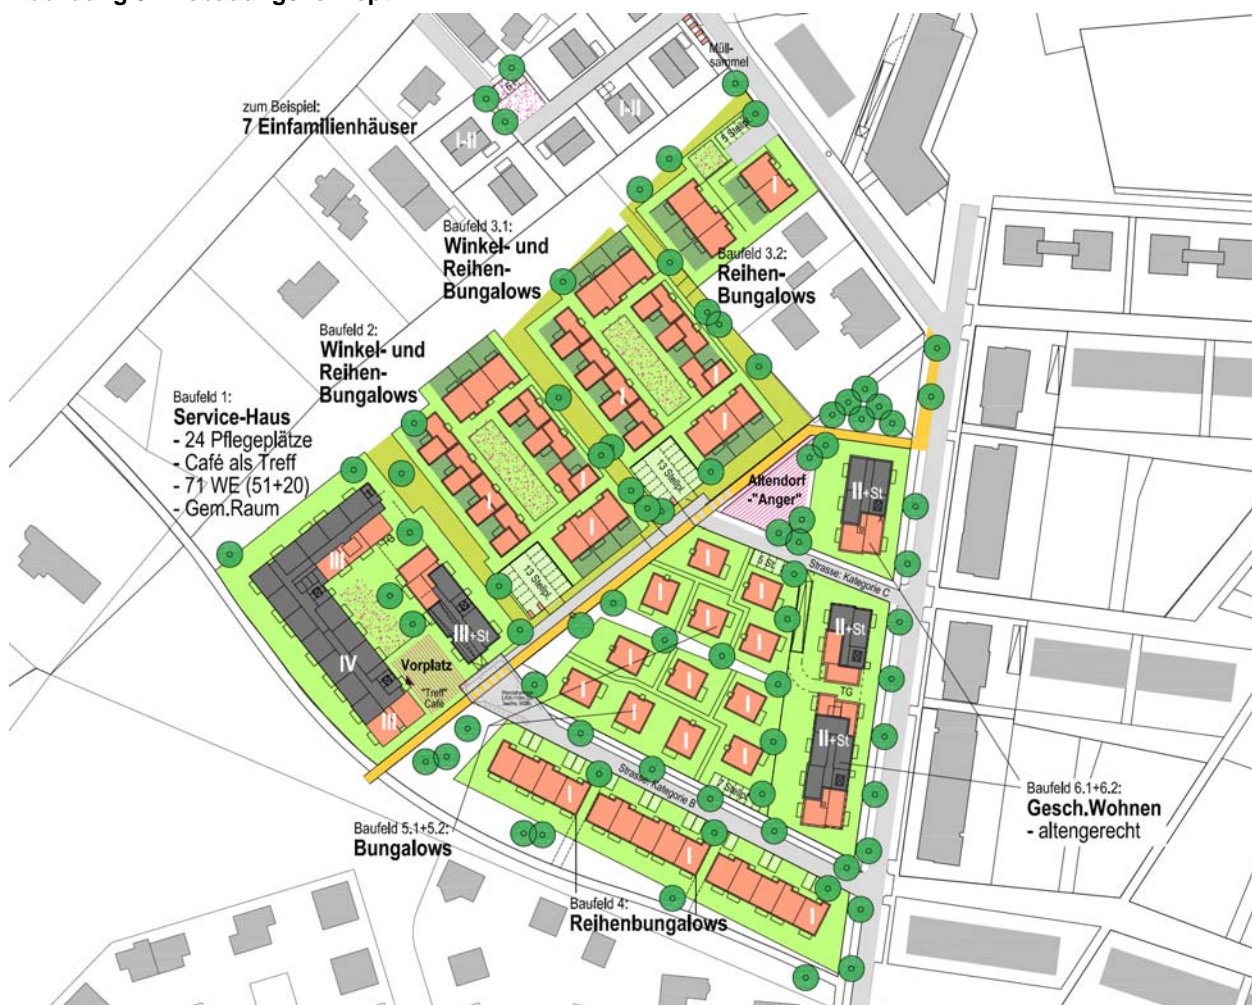 Müll-
sammel
zum Beispiel:
7 Einfamilienhäuser
I-II
I-II
5 Stellpl.
I
Baufeld 3.1:
Winkel- und
Reihen-
Bungalows
Baufeld 3.2:
Reihen-
Bungalows
Baufeld 2:
Winkel- und
Reihen-
Bungalows
I
I
I
Baufeld 1:
Service-Haus
- 24 Pflegeplätze
- Café als Treff
- 71 WE (51+20)
- Gem.Raum
I
I
I
13 Stellpl.
Altendorf
-"Anger"
II+St
III
13 Stellpl.
5 St.
Strasse: Kategorie C
III+St
II+St
IV
Vorplatz
"Treff"
Café
III
TG
I
I
I
I
I
I
I
I
I
I
I
I
II+St
Strasse: Kategorie B
7 Stellpl.
Baufeld 6.1+6.2:
Gesch.Wohnen
- altengerecht
Baufeld 5.1+5.2:
Bungalows
I
I
I
Baufeld 4:
Reihenbungalows